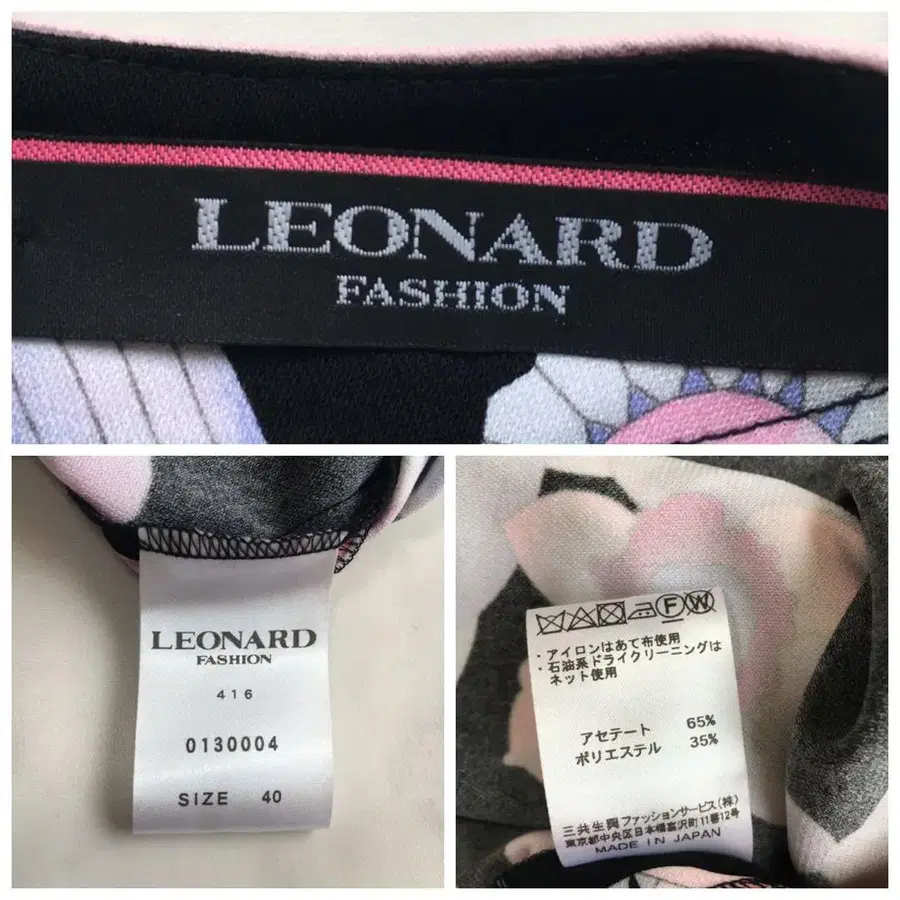 LEONARD
FASHION
LEONARD
FASHION
416
0130004
SIZE 40
F W
・アイロンはあて布使用
・石油系ドライクリーニングは
ネット使用
アセテート 65%
ポリエステル 35%
三共生興ファッションサービス(株)
東京都中央区日本橋富沢町11番12号
MADE IN JAPAN